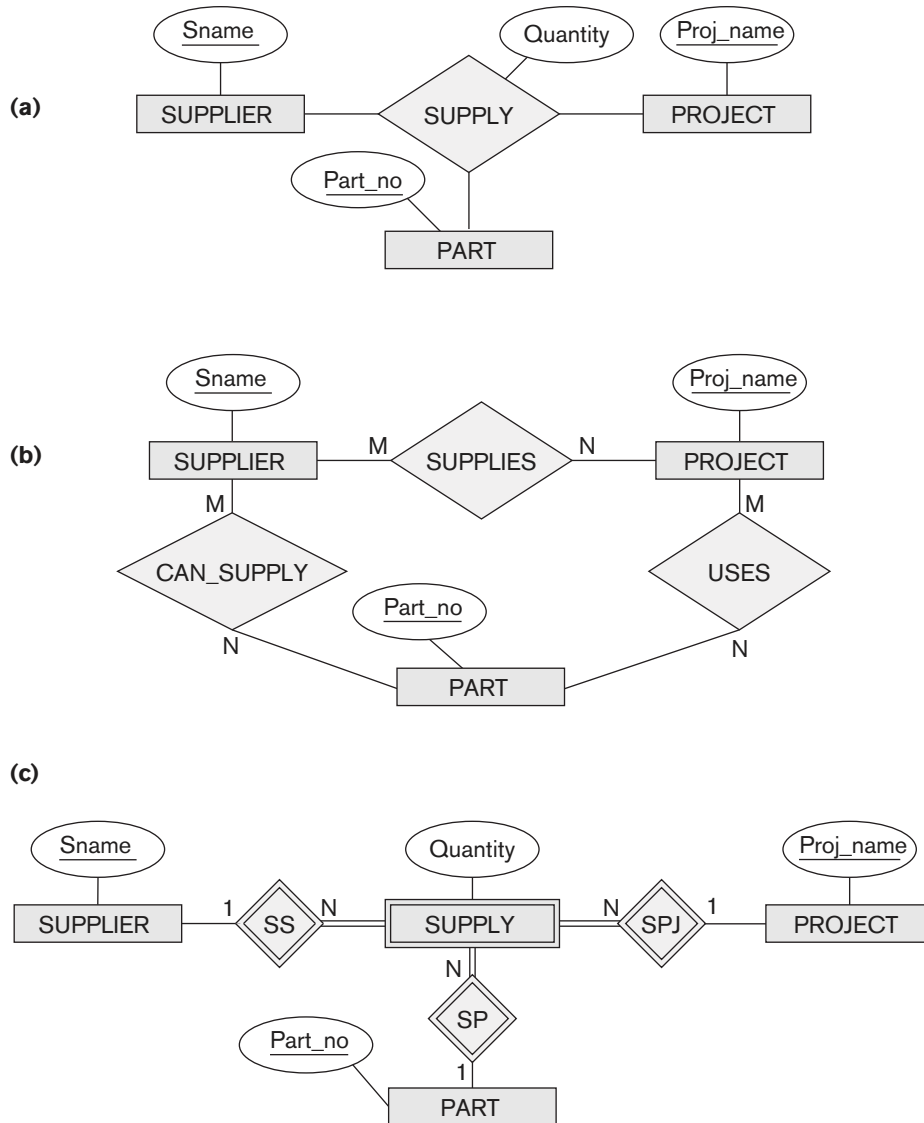 Sname
Quantity
Proj_name
(a)
SUPPLIER
SUPPLY
PROJECT
Part_no
PART
Sname
Proj_name
(b)
SUPPLIER
M
SUPPLIES
N
PROJECT
M
M
CAN_SUPPLY
USES
Part_no
N
N
PART
(c)
Sname
Quantity
Proj_name
SUPPLIER
1
SS
N
SUPPLY
N
SPJ
1
PROJECT
N
SP
Part_no
1
PART